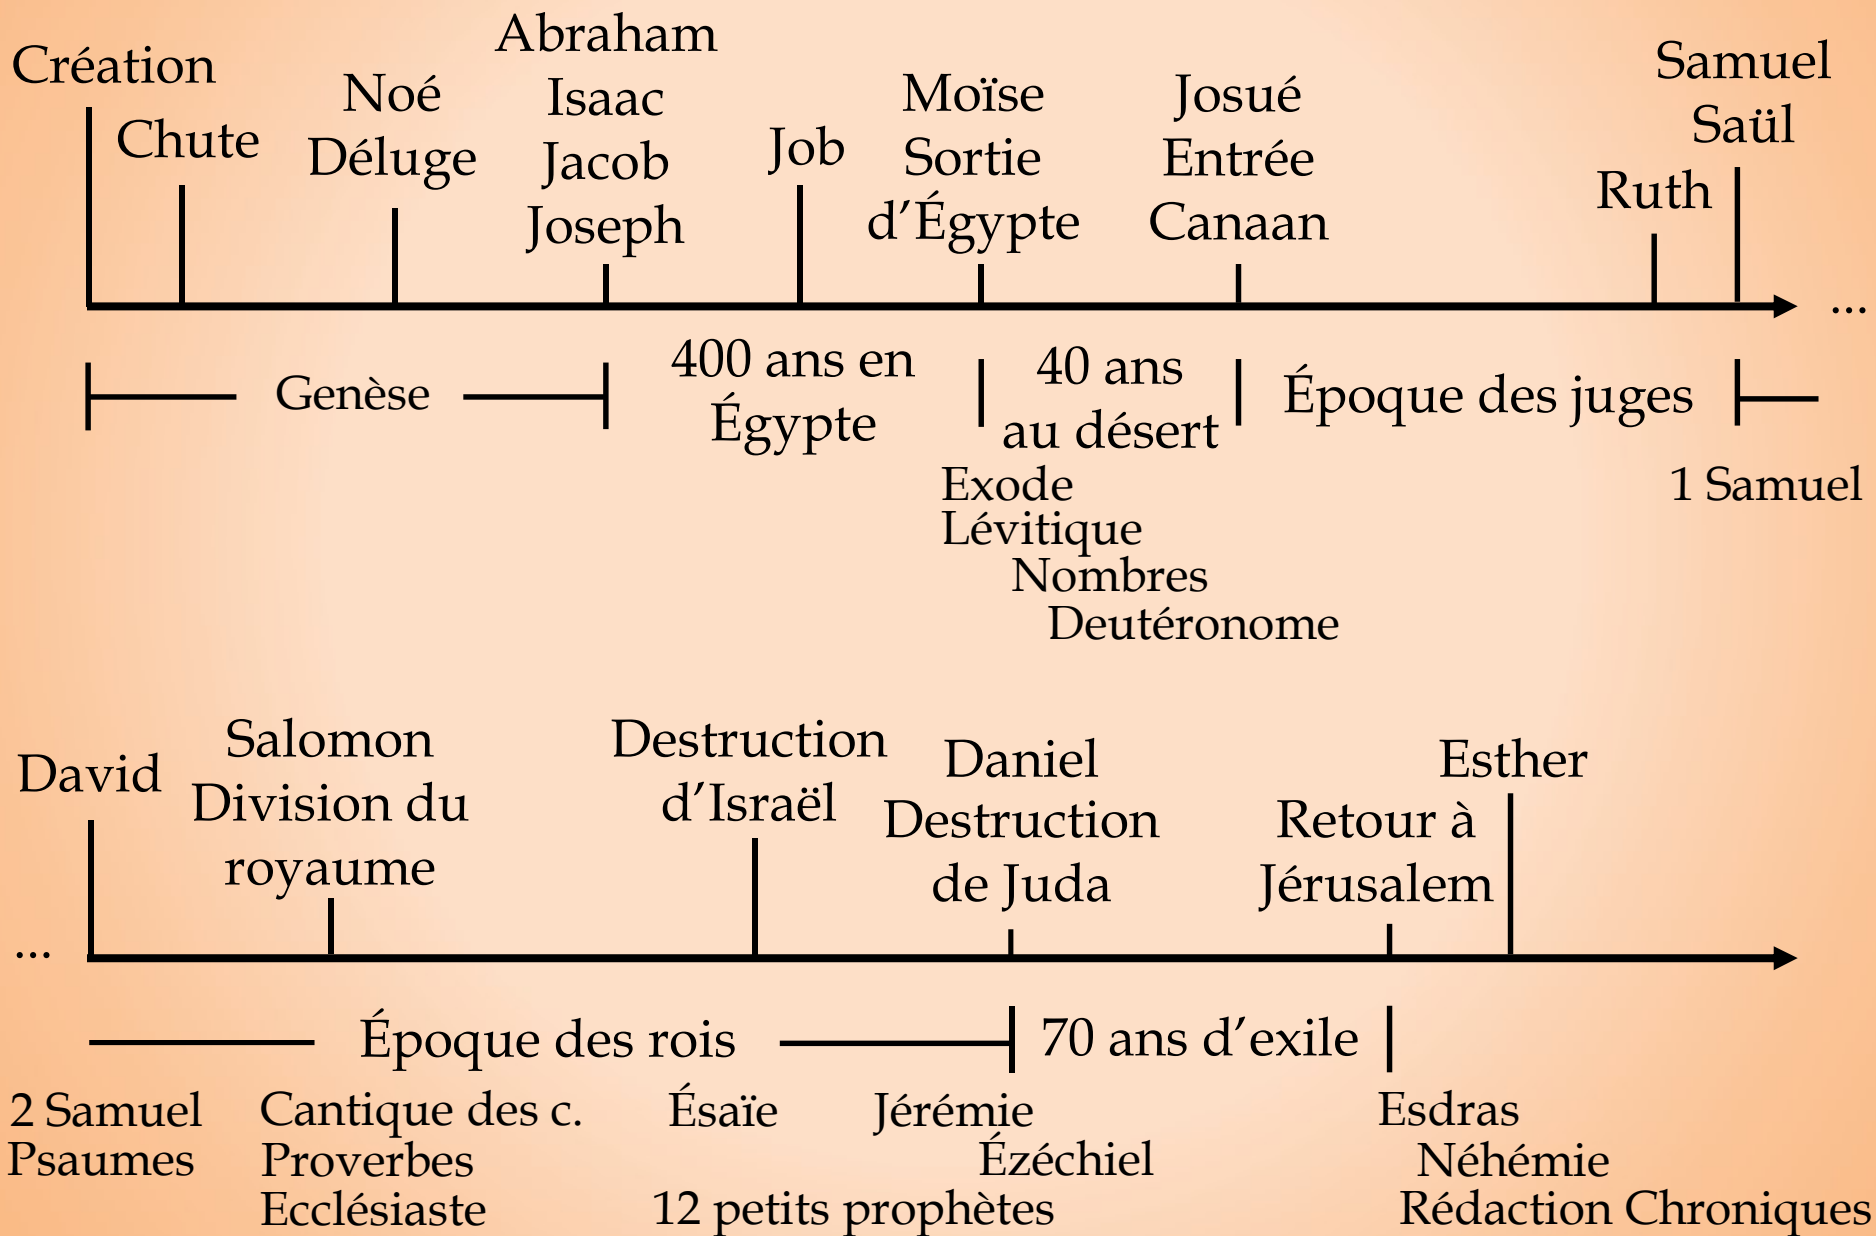 Création
Chute
Noé
Déluge
Abraham
Isaac
Jacob
Joseph
Job
Moïse
Sortie
d’Égypte
Josué
Entrée
Canaan
Ruth
Samuel
Saül
...
Genèse
400 ans en
Égypte
40 ans
au désert
Époque des juges
Exode
Lévitique
Nombres
Deutéronome
1 Samuel
David
Salomon
Division du
royaume
Destruction
d’Israël
Daniel
Destruction
de Juda
Retour à
Jérusalem
Esther
...
Époque des rois
70 ans d’exile
2 Samuel
Psaumes
Cantique des c.
Proverbes
Ecclésiaste
Ésaïe
Jérémie
Ézéchiel
12 petits prophètes
Esdras
Néhémie
Rédaction Chroniques